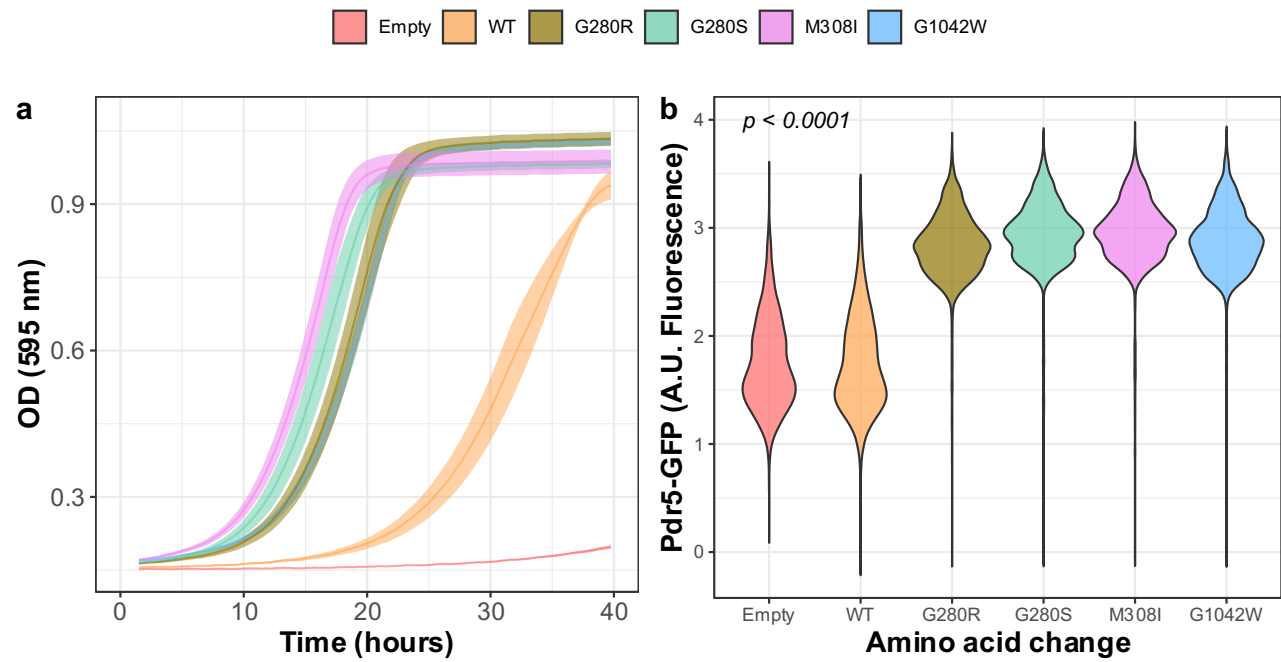 Empty WT G280R G280S M308I G1042W
a
OD (595 nm)
0.9
0.6
0.3
0 10 20 30 40
Time (hours)
b
p < 0.0001
Pdr5-GFP (A.U. Fluorescence)
4
3
2
1
0
Empty WT G280R G280S M308I G1042W
Amino acid change